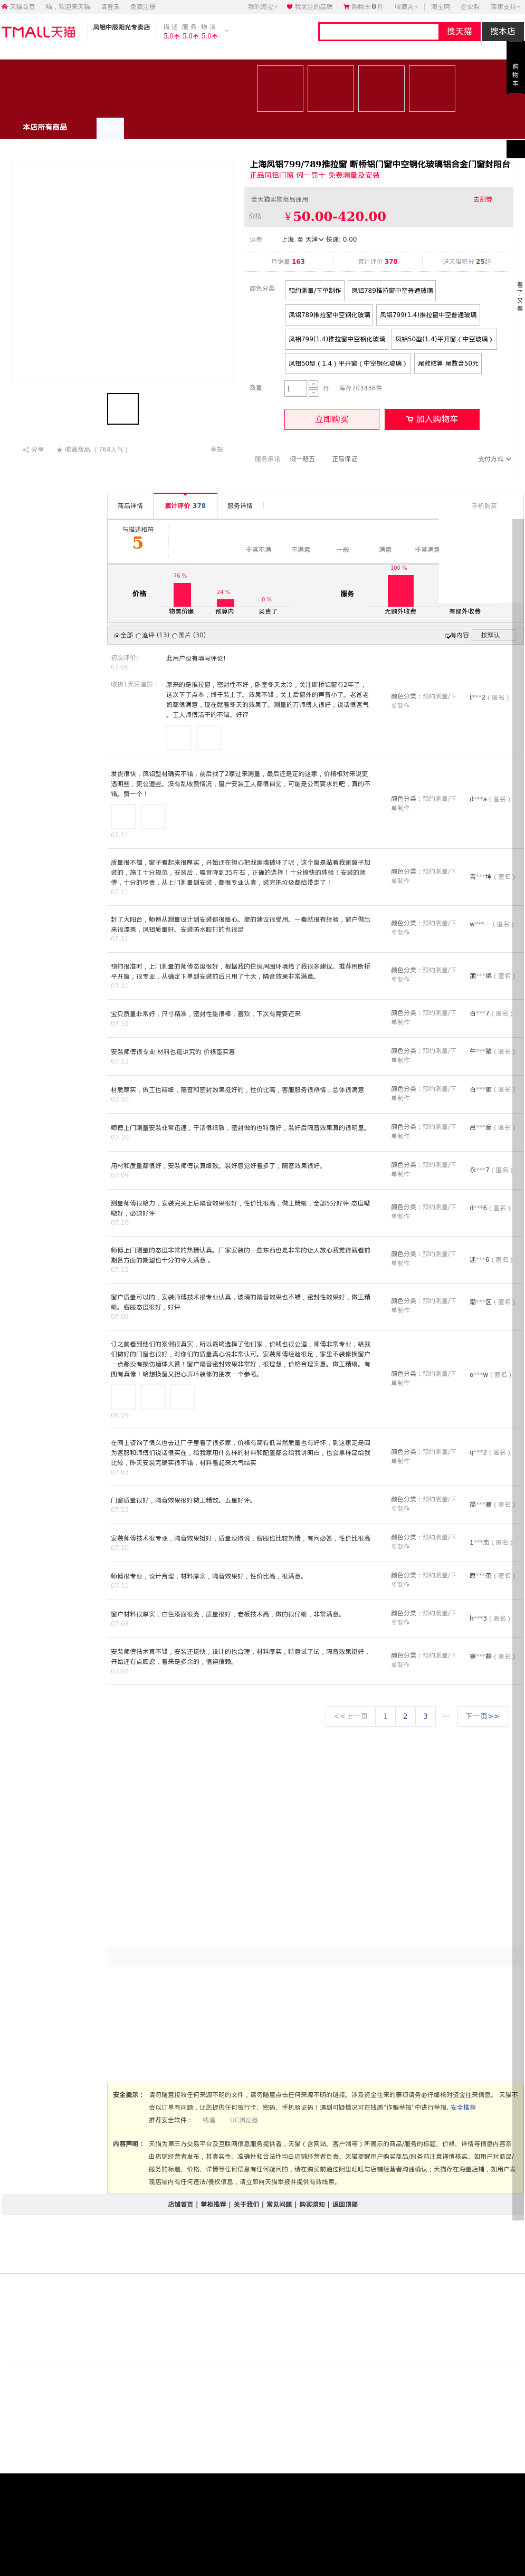 天猫首页 喵，欢迎来天猫 请登录 免费注册 我的淘宝 我关注的品牌 购物车0件 收藏夹 淘宝网 企业购 商家支持
TMALL天猫 凤铝中辰阳光专卖店 描述 服务 物流
5.0 5.0 5.0
搜天猫 搜本店
购物车
本店所有商品
上海凤铝799/789推拉窗 断桥铝门窗中空钢化玻璃铝合金门窗封阳台
正品凤铝门窗 假一罚十 免费测量及安装
全天猫实物商品通用 去刮券
价格 ¥50.00-420.00
运费 上海 至 天津 快递: 0.00
月销量 163 累计评价 378 送天猫积分 25起
看了又看
颜色分类 预约测量/下单制作 凤铝789推拉窗中空普通玻璃
凤铝789推拉窗中空钢化玻璃 凤铝799(1.4)推拉窗中空普通玻璃
凤铝799(1.4)推拉窗中空钢化玻璃 凤铝50型(1.4)平开窗（中空玻璃）
凤铝50型（1.4）平开窗（中空钢化玻璃） 尾款结算 尾数含50元
数量 1 件 库存703436件
立即购买 加入购物车
分享 收藏商品（764人气） 举报
服务承诺 假一赔五 正品保证 支付方式
商品详情 累计评价 378 服务详情 手机购买
与描述相符
5
非常不满 不满意 一般 满意 非常满意
价格 76 % 24 % 0 % 服务 100 %
物美价廉 预算内 买贵了 无额外收费 有额外收费
全部 追评 (13) 图片 (30) 有内容 按默认
初次评价: 此用户没有填写评论!
07.06
收货1天后追加： 原来的是推拉窗，密封性不好，卧室冬天太冷，关注断桥铝窗有2年了，
这次下了点本，终于装上了。效果不错，关上后窗外的声音小了。老爸老
妈都很满意，现在就看冬天的效果了。测量的万师傅人很好，说话很客气
。工人师傅活干的不错。好评
颜色分类：预约测量/下单制作 t***2（匿名）
发货很快，凤铝型材确实不错，前后找了2家过来测量，最后还是定的这家，价格相对来说更
透明些，更公道些。没有乱收费情况，窗户安装工人都很自觉，可能是公司要求的吧，真的不
错。赞一个！
07.11
颜色分类：预约测量/下单制作 d***a（匿名）
质量很不错，窗子看起来很厚实，开始还在担心把我家墙破坏了呢，这个窗是贴着我家窗子加
装的，施工十分规范，安装后，噪音降到35左右，正确的选择！十分愉快的体验！安装的师
傅，十分的尽责，从上门测量到安装，都很专业认真，装完把垃圾都给带走了！
07.11
颜色分类：预约测量/下单制作 青***坤（匿名）
封了大阳台，师傅从测量设计到安装都很细心。提的建议很受用。一看就很有经验，窗户做出
来很漂亮，凤铝质量好。安装防水胶打的也很足
07.11
颜色分类：预约测量/下单制作 w***一（匿名）
预约很准时，上门测量的师傅态度很好，根据我的住房周围环境给了我很多建议。推荐用断桥
平开窗，很专业，从确定下单到安装前后只用了十天，隔音效果非常满意。
07.11
颜色分类：预约测量/下单制作 朋***绵（匿名）
宝贝质量非常好，尺寸精准，密封性能很棒，喜欢，下次有需要还来
07.12
颜色分类：预约测量/下单制作 百***7（匿名）
安装师傅很专业 材料也挺讲究的 价格蛮实惠
07.12
颜色分类：预约测量/下单制作 牛***猪（匿名）
材质厚实，做工也精细，隔音和密封效果挺好的，性价比高，客服服务很热情，总体很满意
07.10
颜色分类：预约测量/下单制作 百***歌（匿名）
师傅上门测量安装非常迅速，干活很细致，密封做的也特别好，装好后隔音效果真的很明显。
07.10
颜色分类：预约测量/下单制作 吕***彦（匿名）
用材和质量都很好，安装师傅认真细致。装好感觉好看多了，隔音效果很好。
07.09
颜色分类：预约测量/下单制作 永***7（匿名）
测量师傅很给力，安装完关上后隔音效果很好，性价比很高，做工精细，全部5分好评 态度嗷
嗷好，必须好评
07.10
颜色分类：预约测量/下单制作 d***6（匿名）
师傅上门测量的态度非常的热情认真。厂家安装的一些东西也是非常的让人放心我觉得就看前
期各方面的期望也十分的令人满意 。
07.12
颜色分类：预约测量/下单制作 迷***6（匿名）
窗户质量可以的，安装师傅技术很专业认真，玻璃的隔音效果也不错，密封性效果好，做工精
细。客服态度很好，好评
07.09
颜色分类：预约测量/下单制作 潮***区（匿名）
订之前看到他们的案例很真实，所以最终选择了他们家，价钱也很公道，师傅非常专业，给我
们做好的门窗也很好，对你们的质量真心说非常认可。安装师傅经验很足，家里不装修换窗户
一点都没有损伤墙体大赞！窗户隔音密封效果非常好，很理想，价格合理实惠。做工精细。有
图有真像！给想换窗又担心弄坏装修的朋友一个参考。
06.29
颜色分类：预约测量/下单制作 o***w（匿名）
在网上咨询了很久也去过厂子里看了很多家，价格有高有低当然质量也有好坏，到这家定是因
为客服和师傅们说话很实在，给我家用什么样的材料和配置都会给我讲明白，也会拿样品给我
比较，昨天安装完确实很不错，材料看起来大气结实
07.03
颜色分类：预约测量/下单制作 q***2（匿名）
门窗质量很好，隔音效果很好做工精致。五星好评。
07.13
颜色分类：预约测量/下单制作 简***暴（匿名）
安装师傅技术很专业，隔音效果挺好，质量没得说，客服也比较热情，有问必答，性价比很高
07.10
颜色分类：预约测量/下单制作 1***恋（匿名）
师傅很专业，设计合理，材料厚实，隔音效果好，性价比高，很满意。
07.11
颜色分类：预约测量/下单制作 原***茶（匿名）
窗户材料很厚实，白色漆面很亮，质量很好，老板技术高，做的很仔细，非常满意。
07.08
颜色分类：预约测量/下单制作 h***3（匿名）
安装师傅技术真不错，安装还挺快，设计的也合理，材料厚实，特意试了试，隔音效果挺好，
开始还有点顾虑，看来是多余的，值得信赖。
07.02
颜色分类：预约测量/下单制作 寒***静（匿名）
<<上一页 1 2 3 ... 下一页>>
安全提示： 请勿随意接收任何来源不明的文件，请勿随意点击任何来源不明的链接。涉及资金往来的事项请务必仔细核对资金往来信息。 天猫不
会以订单有问题，让您提供任何银行卡、密码、手机验证码！遇到可疑情况可在钱盾“诈骗举报”中进行举报, 安全推荐
推荐安全软件： 钱盾 UC浏览器
内容声明： 天猫为第三方交易平台及互联网信息服务提供者，天猫（含网站、客户端等）所展示的商品/服务的标题、价格、详情等信息内容系
由店铺经营者发布，其真实性、准确性和合法性均由店铺经营者负责。天猫提醒用户购买商品/服务前注意谨慎核实。如用户对商品/
服务的标题、价格、详情等任何信息有任何疑问的，请在购买前通过阿里旺旺与店铺经营者沟通确认；天猫存在海量店铺，如用户发
现店铺内有任何违法/侵权信息，请立即向天猫举报并提供有效线索。
店铺首页 | 掌柜推荐 | 关于我们 | 常见问题 | 购买须知 | 返回顶部